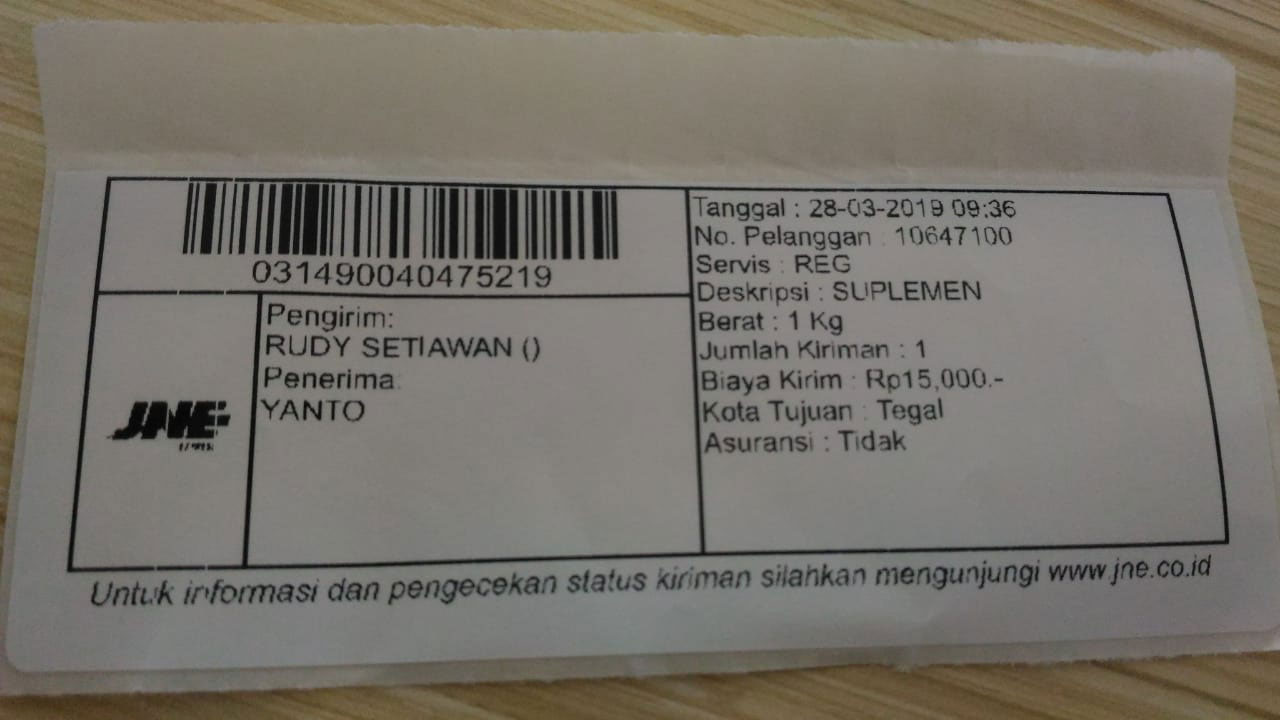 031490040475219
JNE
Pengirim:
RUDY SETIAWAN ()
Penerima:
YANTO
Tanggal : 28-03-2019 09:36
No. Pelanggan : 10647100
Servis : REG
Deskripsi : SUPLEMEN
Berat : 1 Kg
Jumlah Kiriman : 1
Biaya Kirim : Rp15,000.-
Kota Tujuan : Tegal
Asuransi : Tidak
Untuk informasi dan pengecekan status kiriman silahkan mengunjungi www.jne.co.id